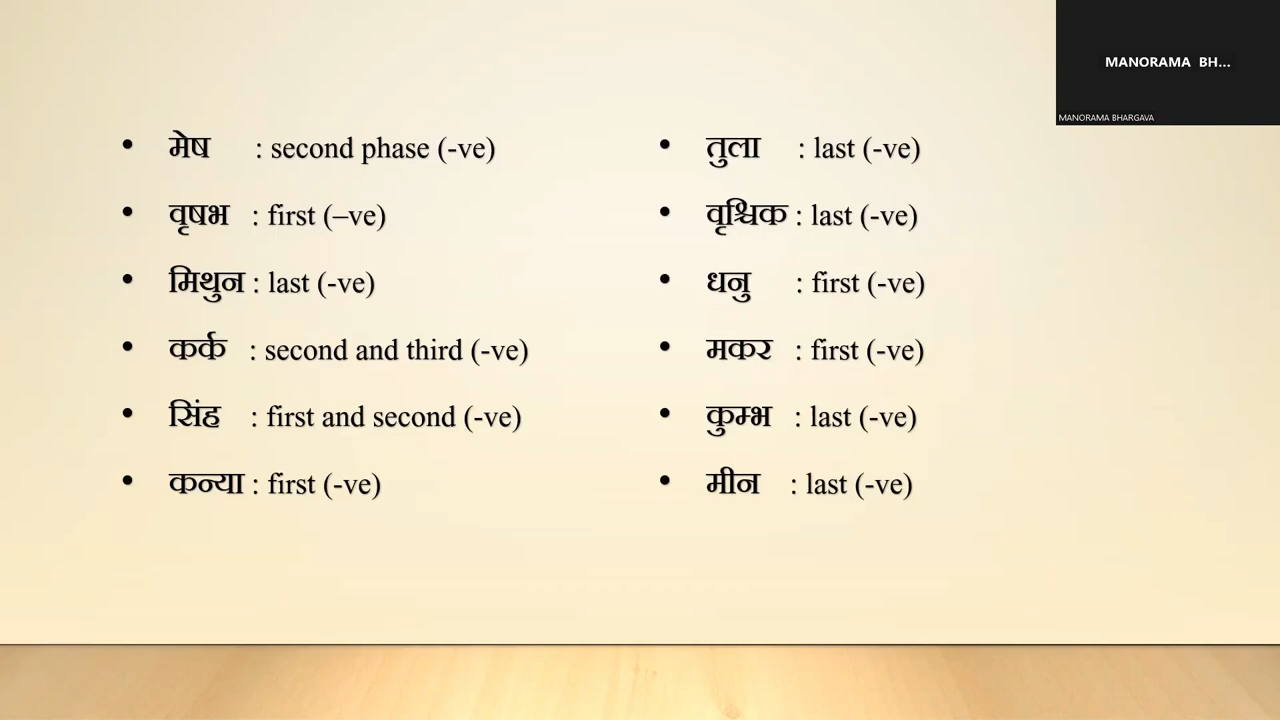 MANORAMA BH...
MANORAMA BHARGAVA
• मेष : second phase (-ve)
• वृषभ : first (–ve)
• मिथुन : last (-ve)
• कर्क : second and third (-ve)
• सिंह : first and second (-ve)
• कन्या : first (-ve)
• तुला : last (-ve)
• वृश्चिक : last (-ve)
• धनु : first (-ve)
• मकर : first (-ve)
• कुम्भ : last (-ve)
• मीन : last (-ve)